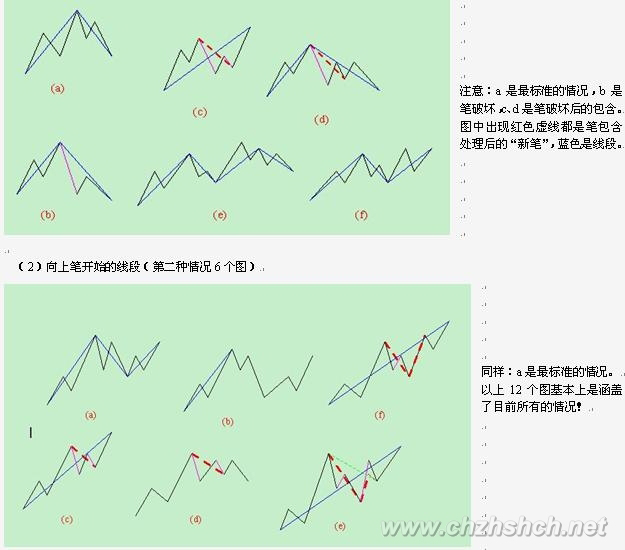 (a)
(c)
(d)
(b)
(e)
(f)
注意：a 是最标准的情况，b 是
笔破坏，c、d 是笔破坏后的包含。
图中出现红色虚线都是笔包含
处理后的“新笔”，蓝色是线段。
（2）向上笔开始的线段（第二种情况 6 个图）
(a)
(b)
(f)
(c)
(d)
(e)
同样：a 是最标准的情况。
以上 12 个图基本上是涵盖
了目前所有的情况！
www.chzhshch.net